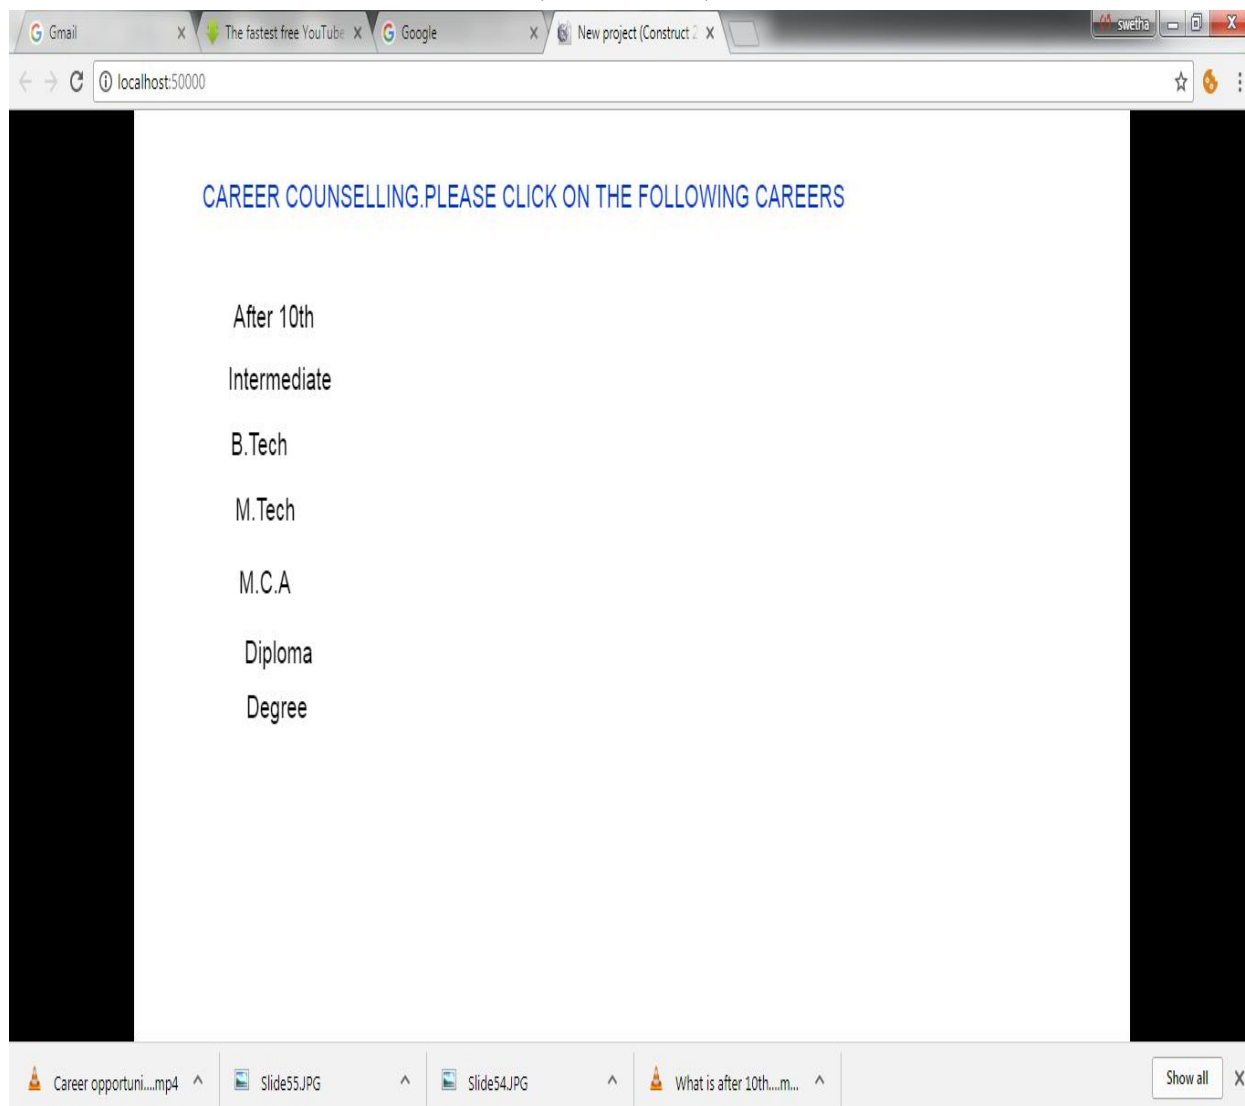 Gmail
The fastest free YouTube
Google
New project (Construct 2
swetha
localhost:50000
CAREER COUNSELLING.PLEASE CLICK ON THE FOLLOWING CAREERS
After 10th
Intermediate
B.Tech
M.Tech
M.C.A
Diploma
Degree
Career opportuni....mp4
Slide55.JPG
Slide54.JPG
What is after 10th....m...
Show all